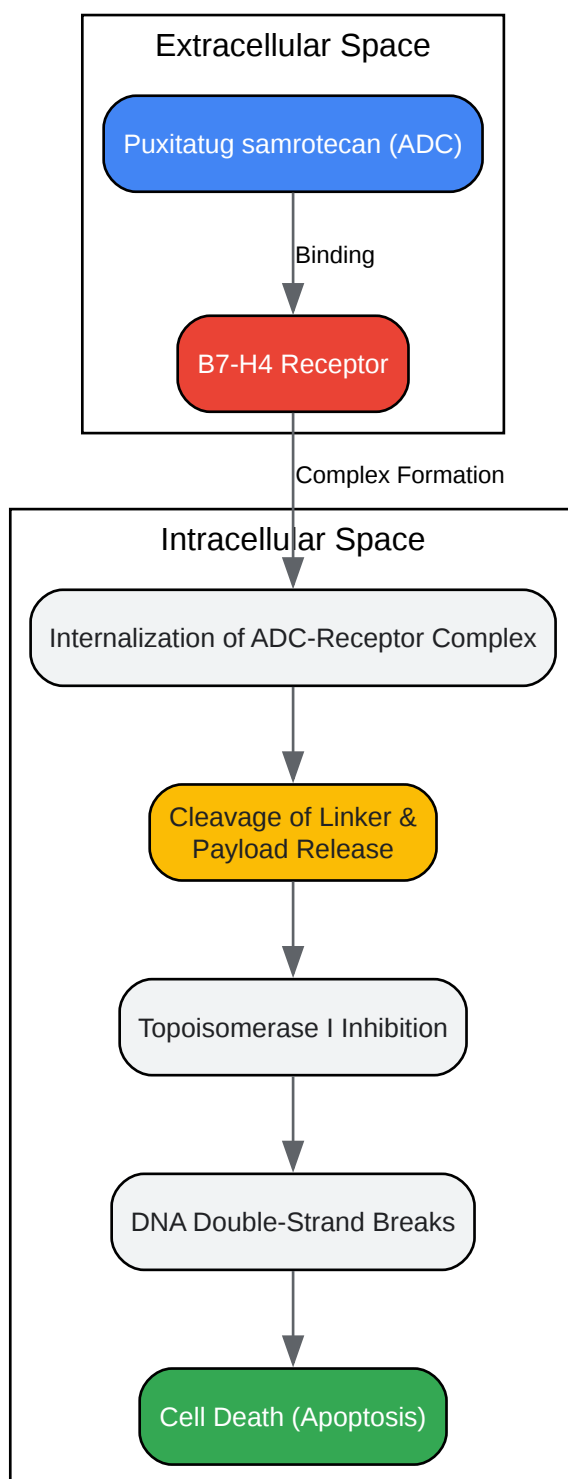 Extracellular Space
Puxitatug samrotecan (ADC)
Binding
B7-H4 Receptor
Complex Formation
Intracellular Space
Internalization of ADC-Receptor Complex
Cleavage of Linker &
Payload Release
Topoisomerase I Inhibition
DNA Double-Strand Breaks
Cell Death (Apoptosis)